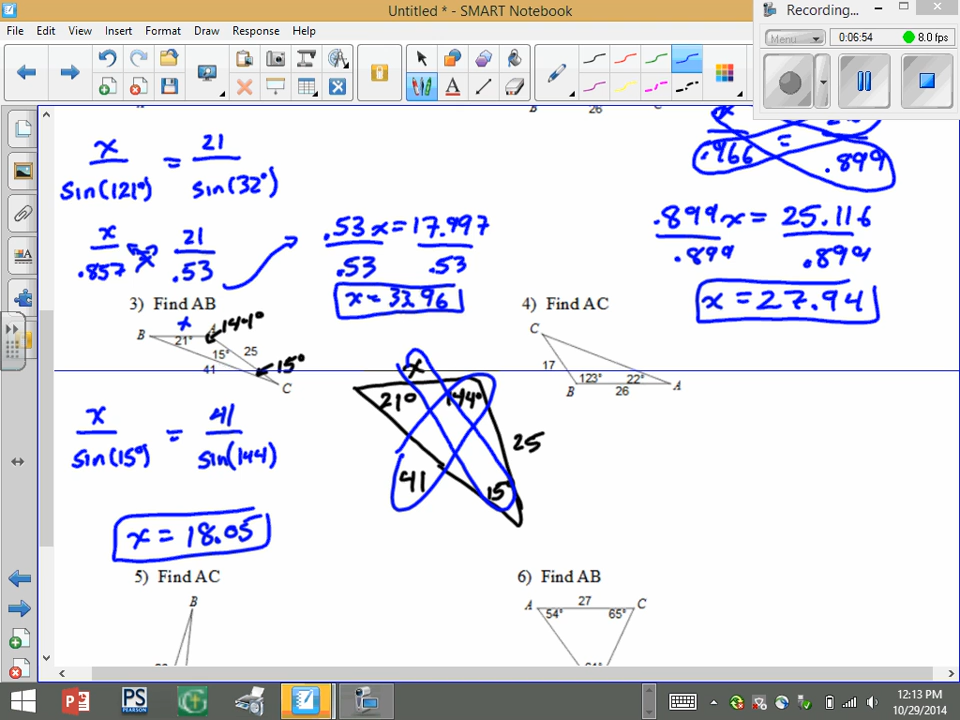 Untitled * - SMART Notebook
Recording...
File Edit View Insert Format Draw Response Help
Menu
0:06:54
8.0 fps
B 26 C
x / sin(121°) = 21 / sin(32°)
.966 = .899
x / .857 21 / .53
.53x = 17.997
.53 .53
x = 33.96
.899x = 25.116
.899 .899
x = 27.94
3) Find AB
B x A 144°
21° 15° 25
41 15°
C
4) Find AC
C
17
123° 22°
B 26 A
x
21° 144°
25
41 15°
x / sin(15°) = 41 / sin(144)
x = 18.05
5) Find AC
B
6) Find AB
A 27 C
54° 65°
PS
PEARSON
12:13 PM
10/29/2014